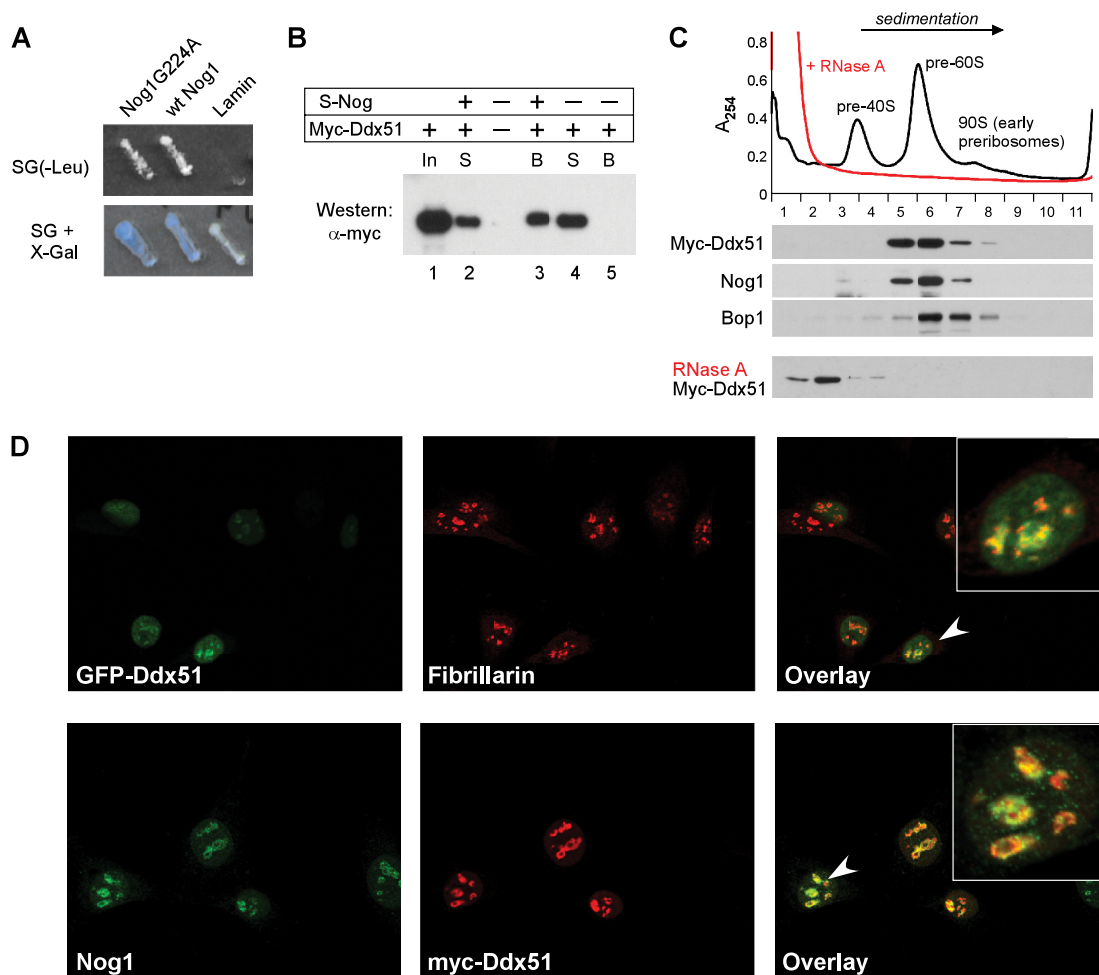 A
Nog1G224A
wt Nog1
Lamin
SG(-Leu)
SG +
X-Gal
B
S-Nog + — + — —
Myc-Ddx51 + + — + + +
In S B S B
Western:
α-myc
1 2 3 4 5
C
sedimentation
+ RNase A
pre-60S
pre-40S
90S (early
preribosomes)
A254
0.8
0.6
0.4
0.2
0
1 2 3 4 5 6 7 8 9 10 11
Myc-Ddx51
Nog1
Bop1
RNase A
Myc-Ddx51
D
GFP-Ddx51
Fibrillarin
Overlay
Nog1
myc-Ddx51
Overlay